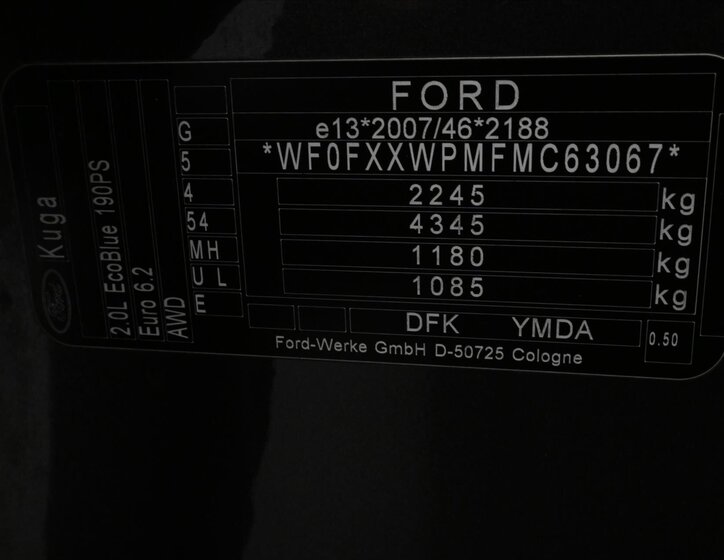 FORD
e13*2007/46*2188
*WF0FXXWPMFMC63067*
2245 kg
4345 kg
1180 kg
1085 kg
DFK YMDA
0.50
Ford-Werke GmbH D-50725 Cologne
G
5
4
54
MH
U L
E
Ford
Kuga
2.0L EcoBlue 190PS
Euro 6.2
AWD